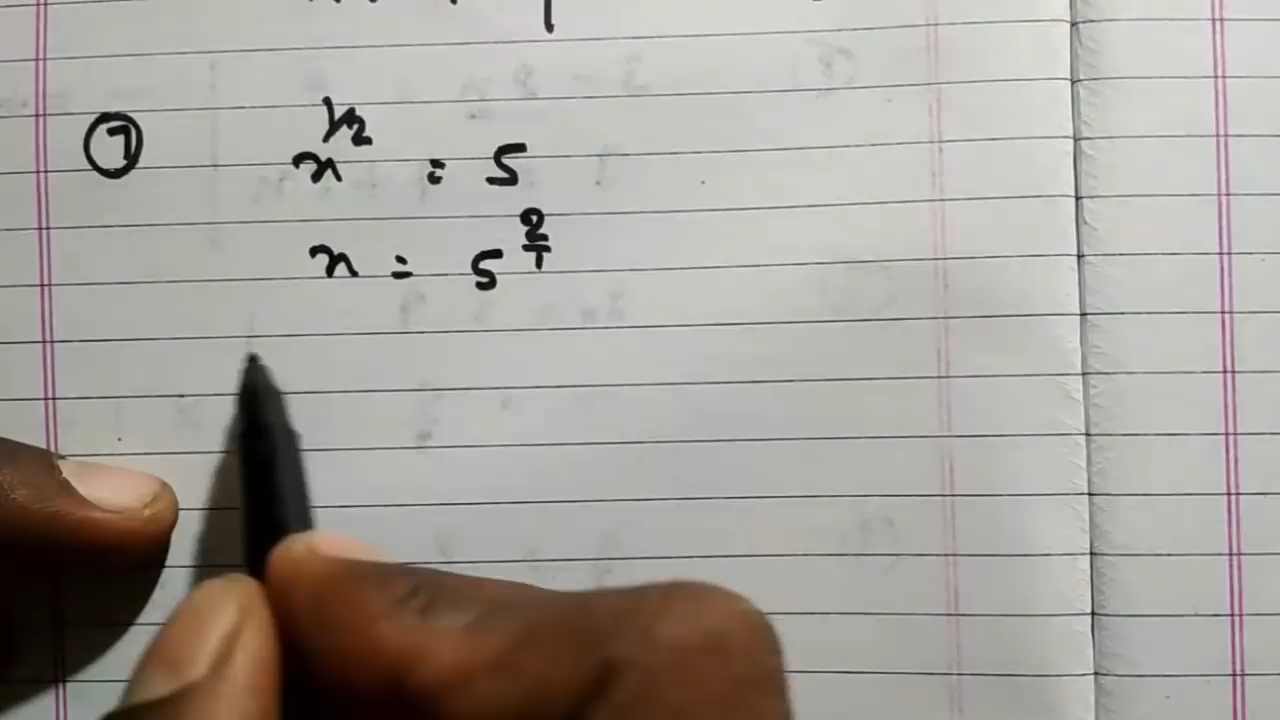 ⑦ x^{1/2} = 5
x = 5^{2/1}